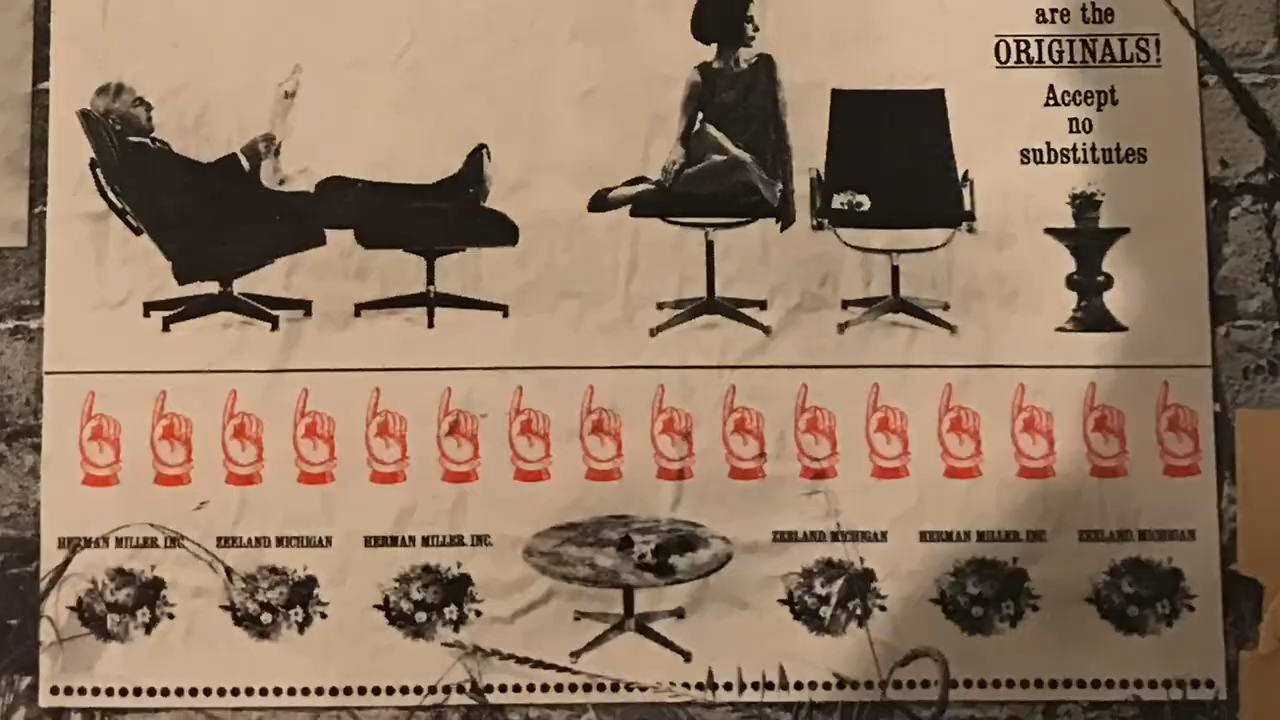 are the
ORIGINALS!
Accept
no
substitutes
HERMAN MILLER, INC.
ZEELAND, MICHIGAN
HERMAN MILLER, INC.
ZEELAND, MICHIGAN
HERMAN MILLER, INC.
ZEELAND, MICHIGAN